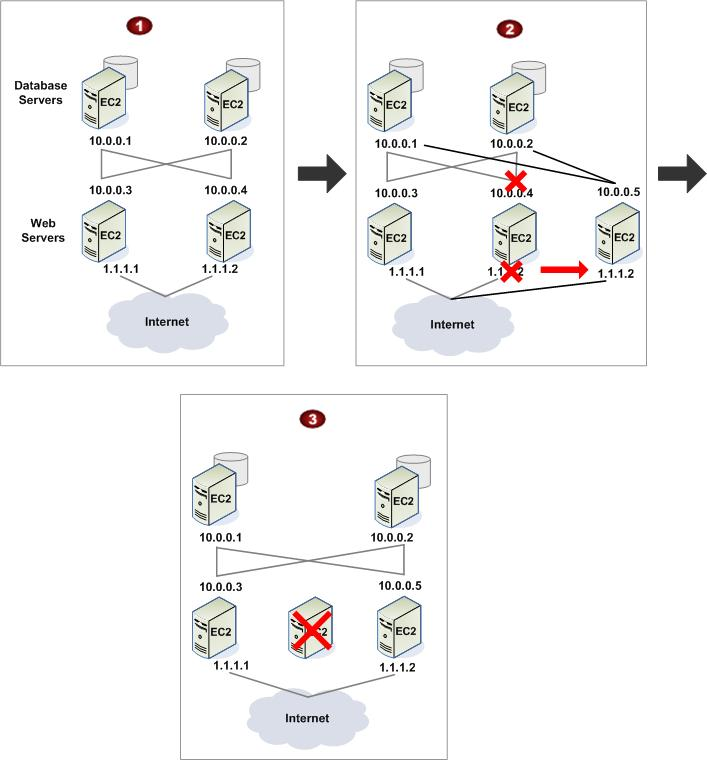 1
Database
Servers
EC2
EC2
10.0.0.1
10.0.0.2
10.0.0.3
10.0.0.4
Web
Servers
EC2
EC2
1.1.1.1
1.1.1.2
Internet
2
EC2
EC2
10.0.0.1
10.0.0.2
10.0.0.3
10.0.0.4
10.0.0.5
EC2
EC2
EC2
1.1.1.1
1.1.1.2
Internet
3
EC2
EC2
10.0.0.1
10.0.0.2
10.0.0.3
10.0.0.5
EC2
EC2
1.1.1.1
1.1.1.2
Internet